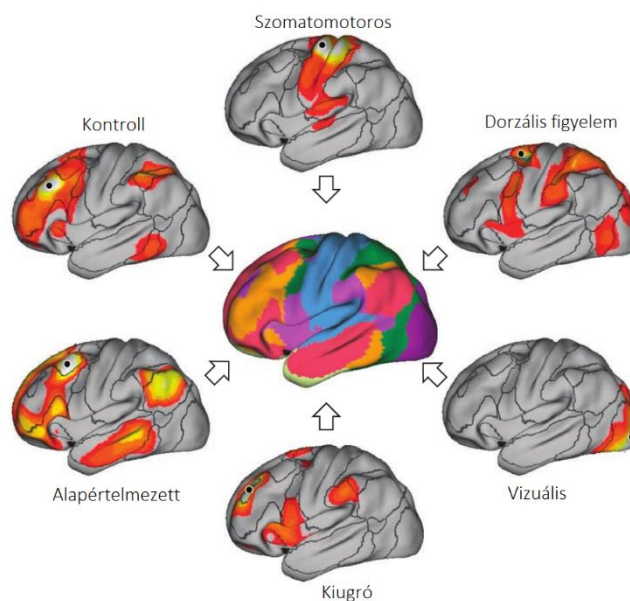 Szomatomotoros
Kontroll
Dorzális figyelem
Alapértelmezett
Vizuális
Kiugró